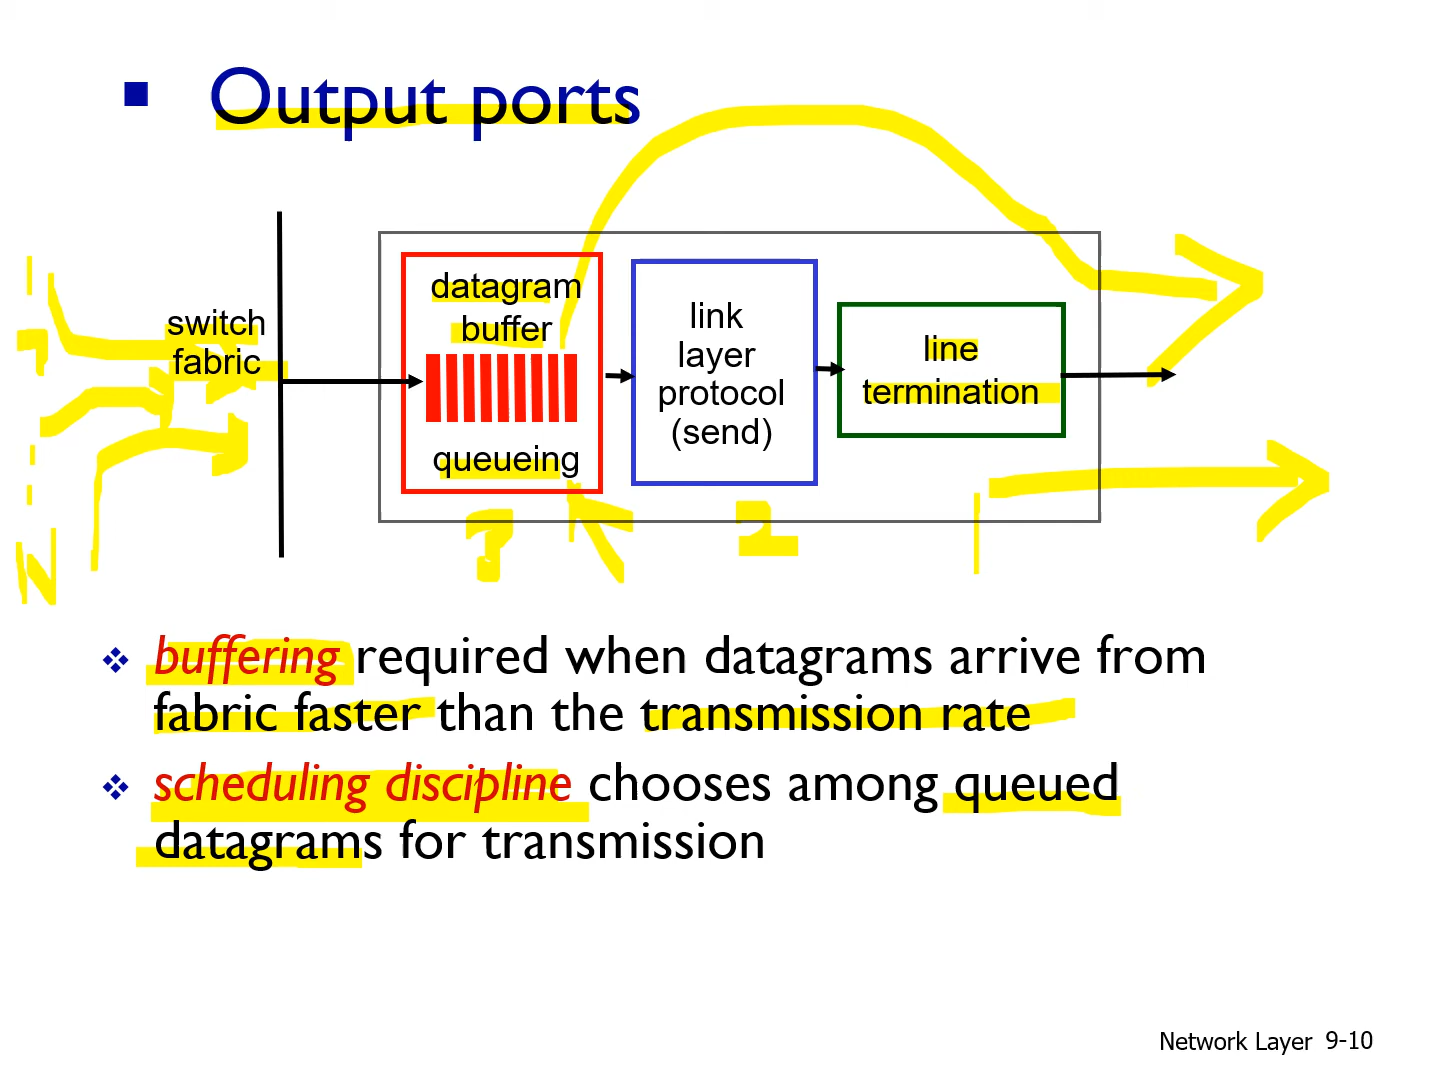 Output ports
switch
fabric
datagram
buffer
queueing
link
layer
protocol
(send)
line
termination
buffering required when datagrams arrive from
fabric faster than the transmission rate
scheduling discipline chooses among queued
datagrams for transmission
Network Layer 9-10